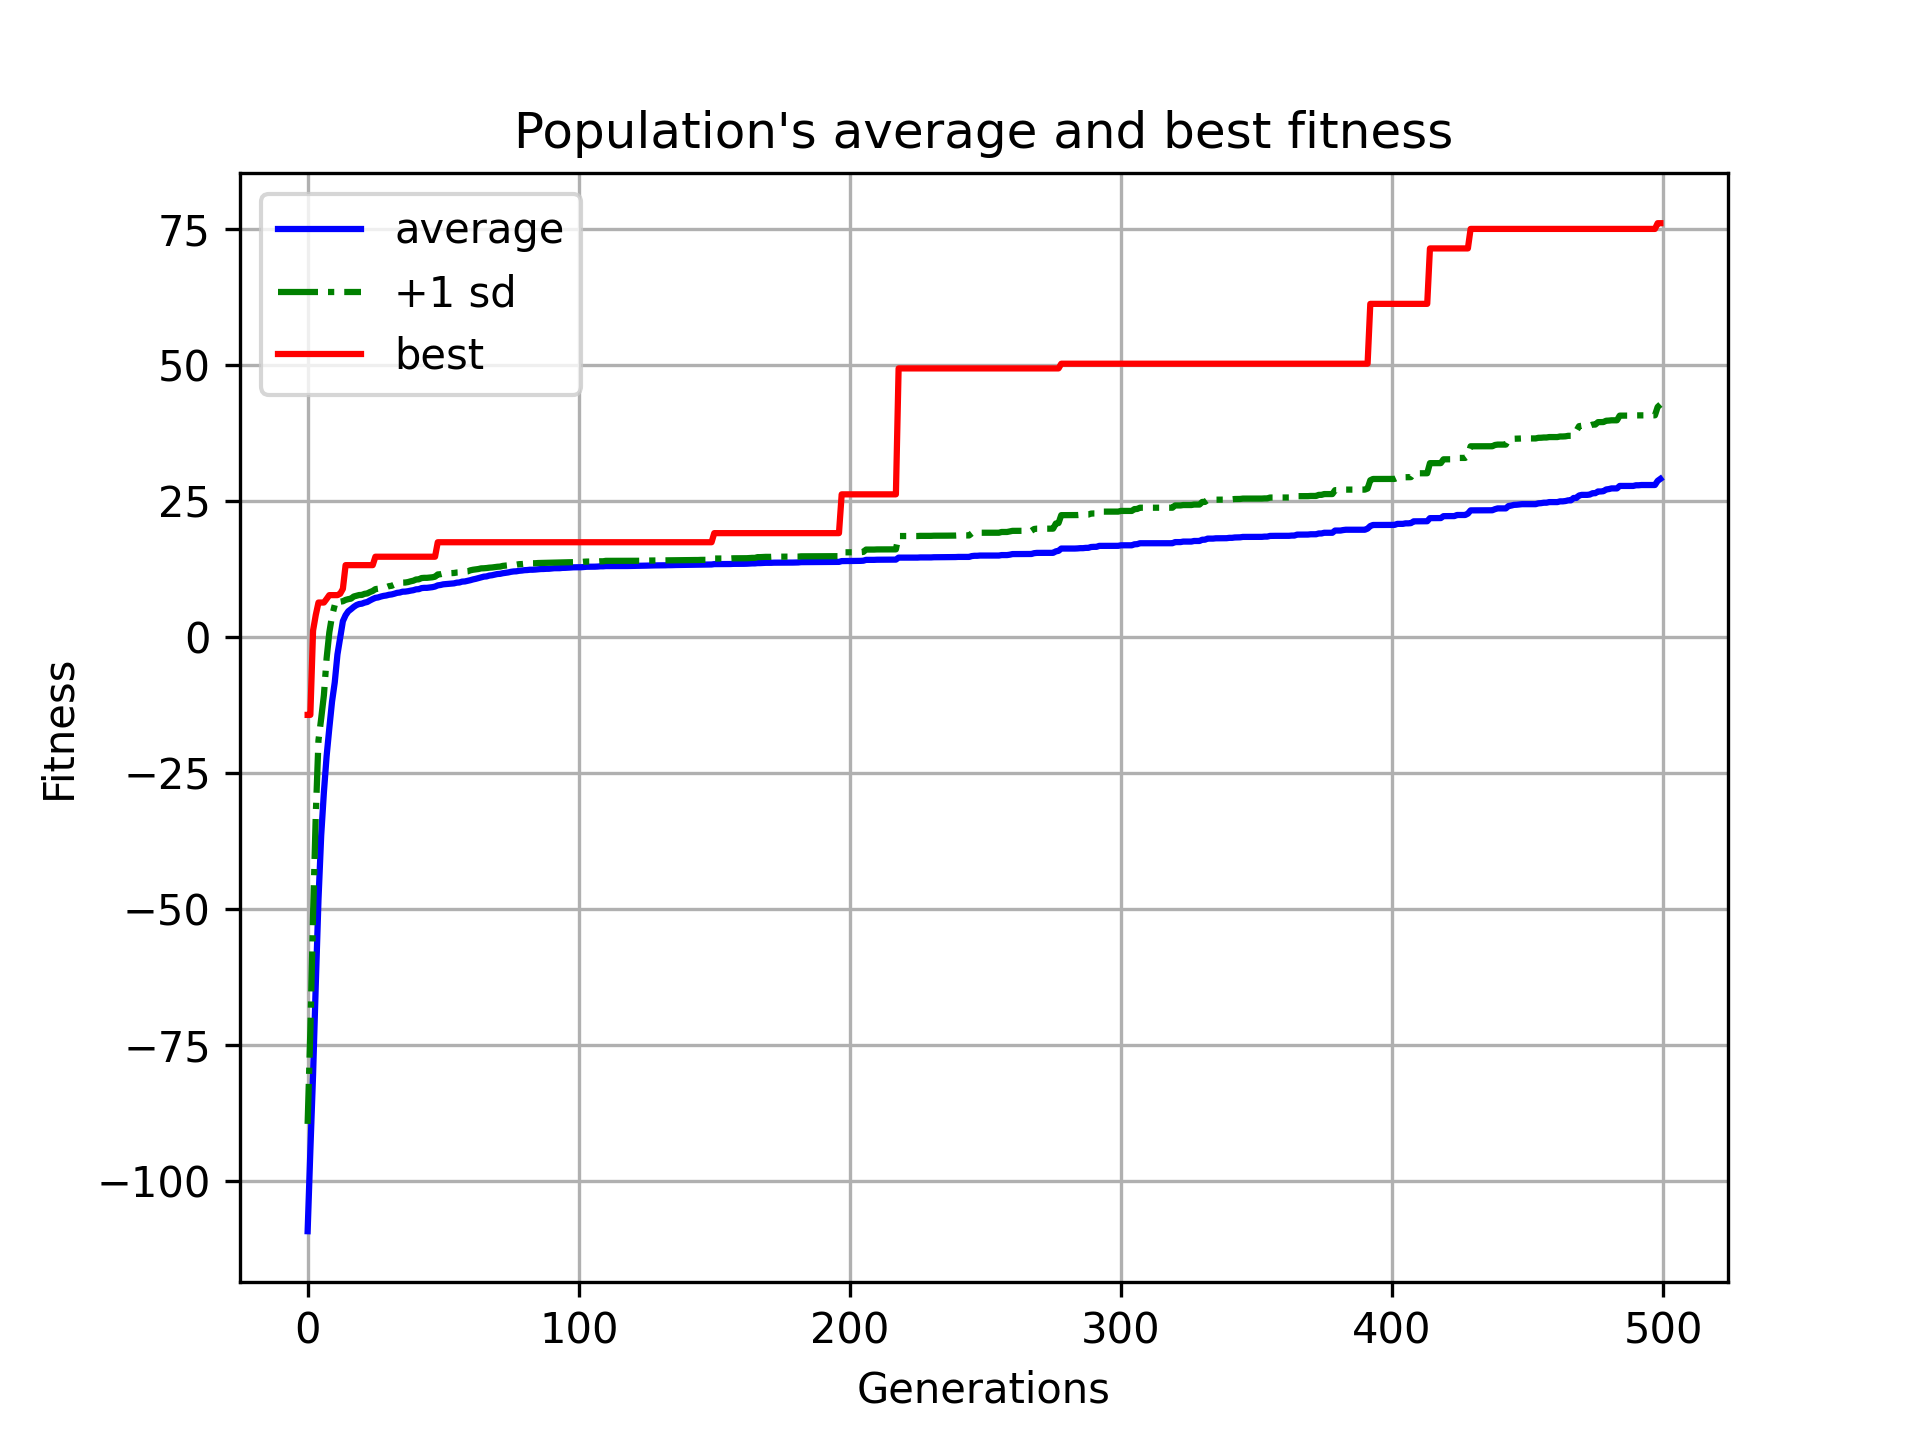 Population's average and best fitness
average
+1 sd
best
75
50
25
0
−25
−50
−75
−100
Fitness
0 100 200 300 400 500
Generations